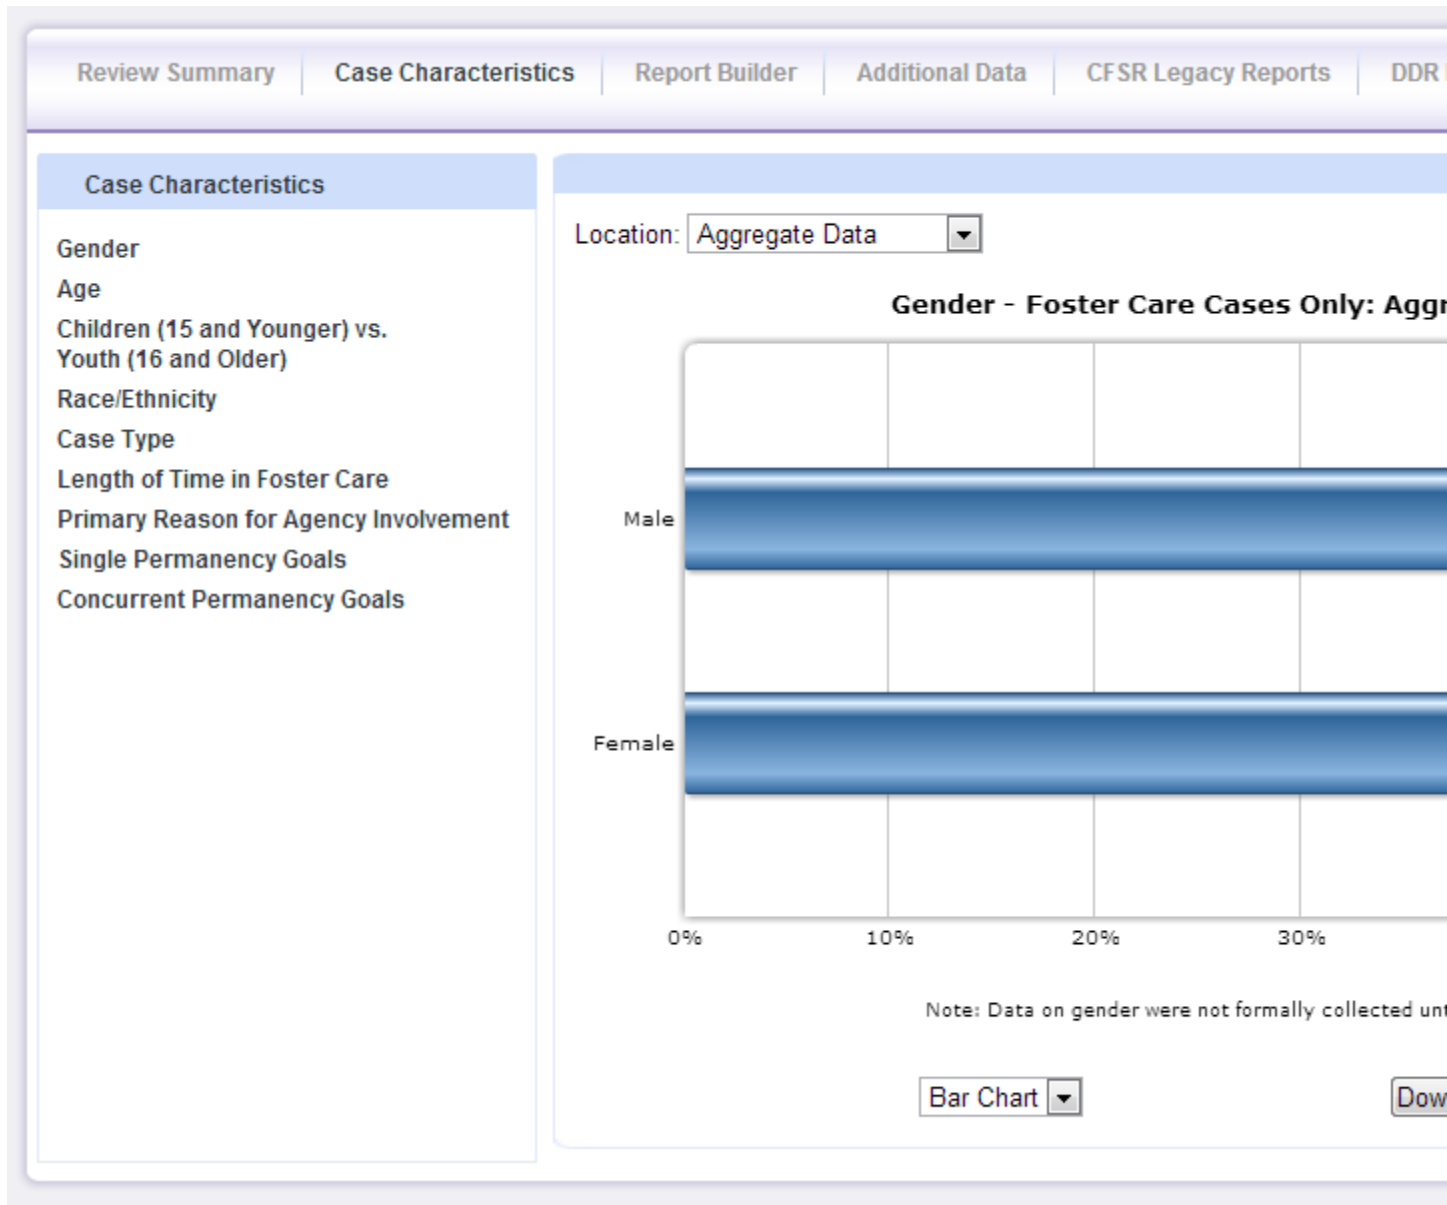 Review Summary Case Characteristics Report Builder Additional Data CFSR Legacy Reports DDR
Case Characteristics
Gender
Age
Children (15 and Younger) vs.
Youth (16 and Older)
Race/Ethnicity
Case Type
Length of Time in Foster Care
Primary Reason for Agency Involvement
Single Permanency Goals
Concurrent Permanency Goals
Location: Aggregate Data
Gender - Foster Care Cases Only: Aggr
Male
Female
0% 10% 20% 30%
Note: Data on gender were not formally collected unt
Bar Chart
Dow